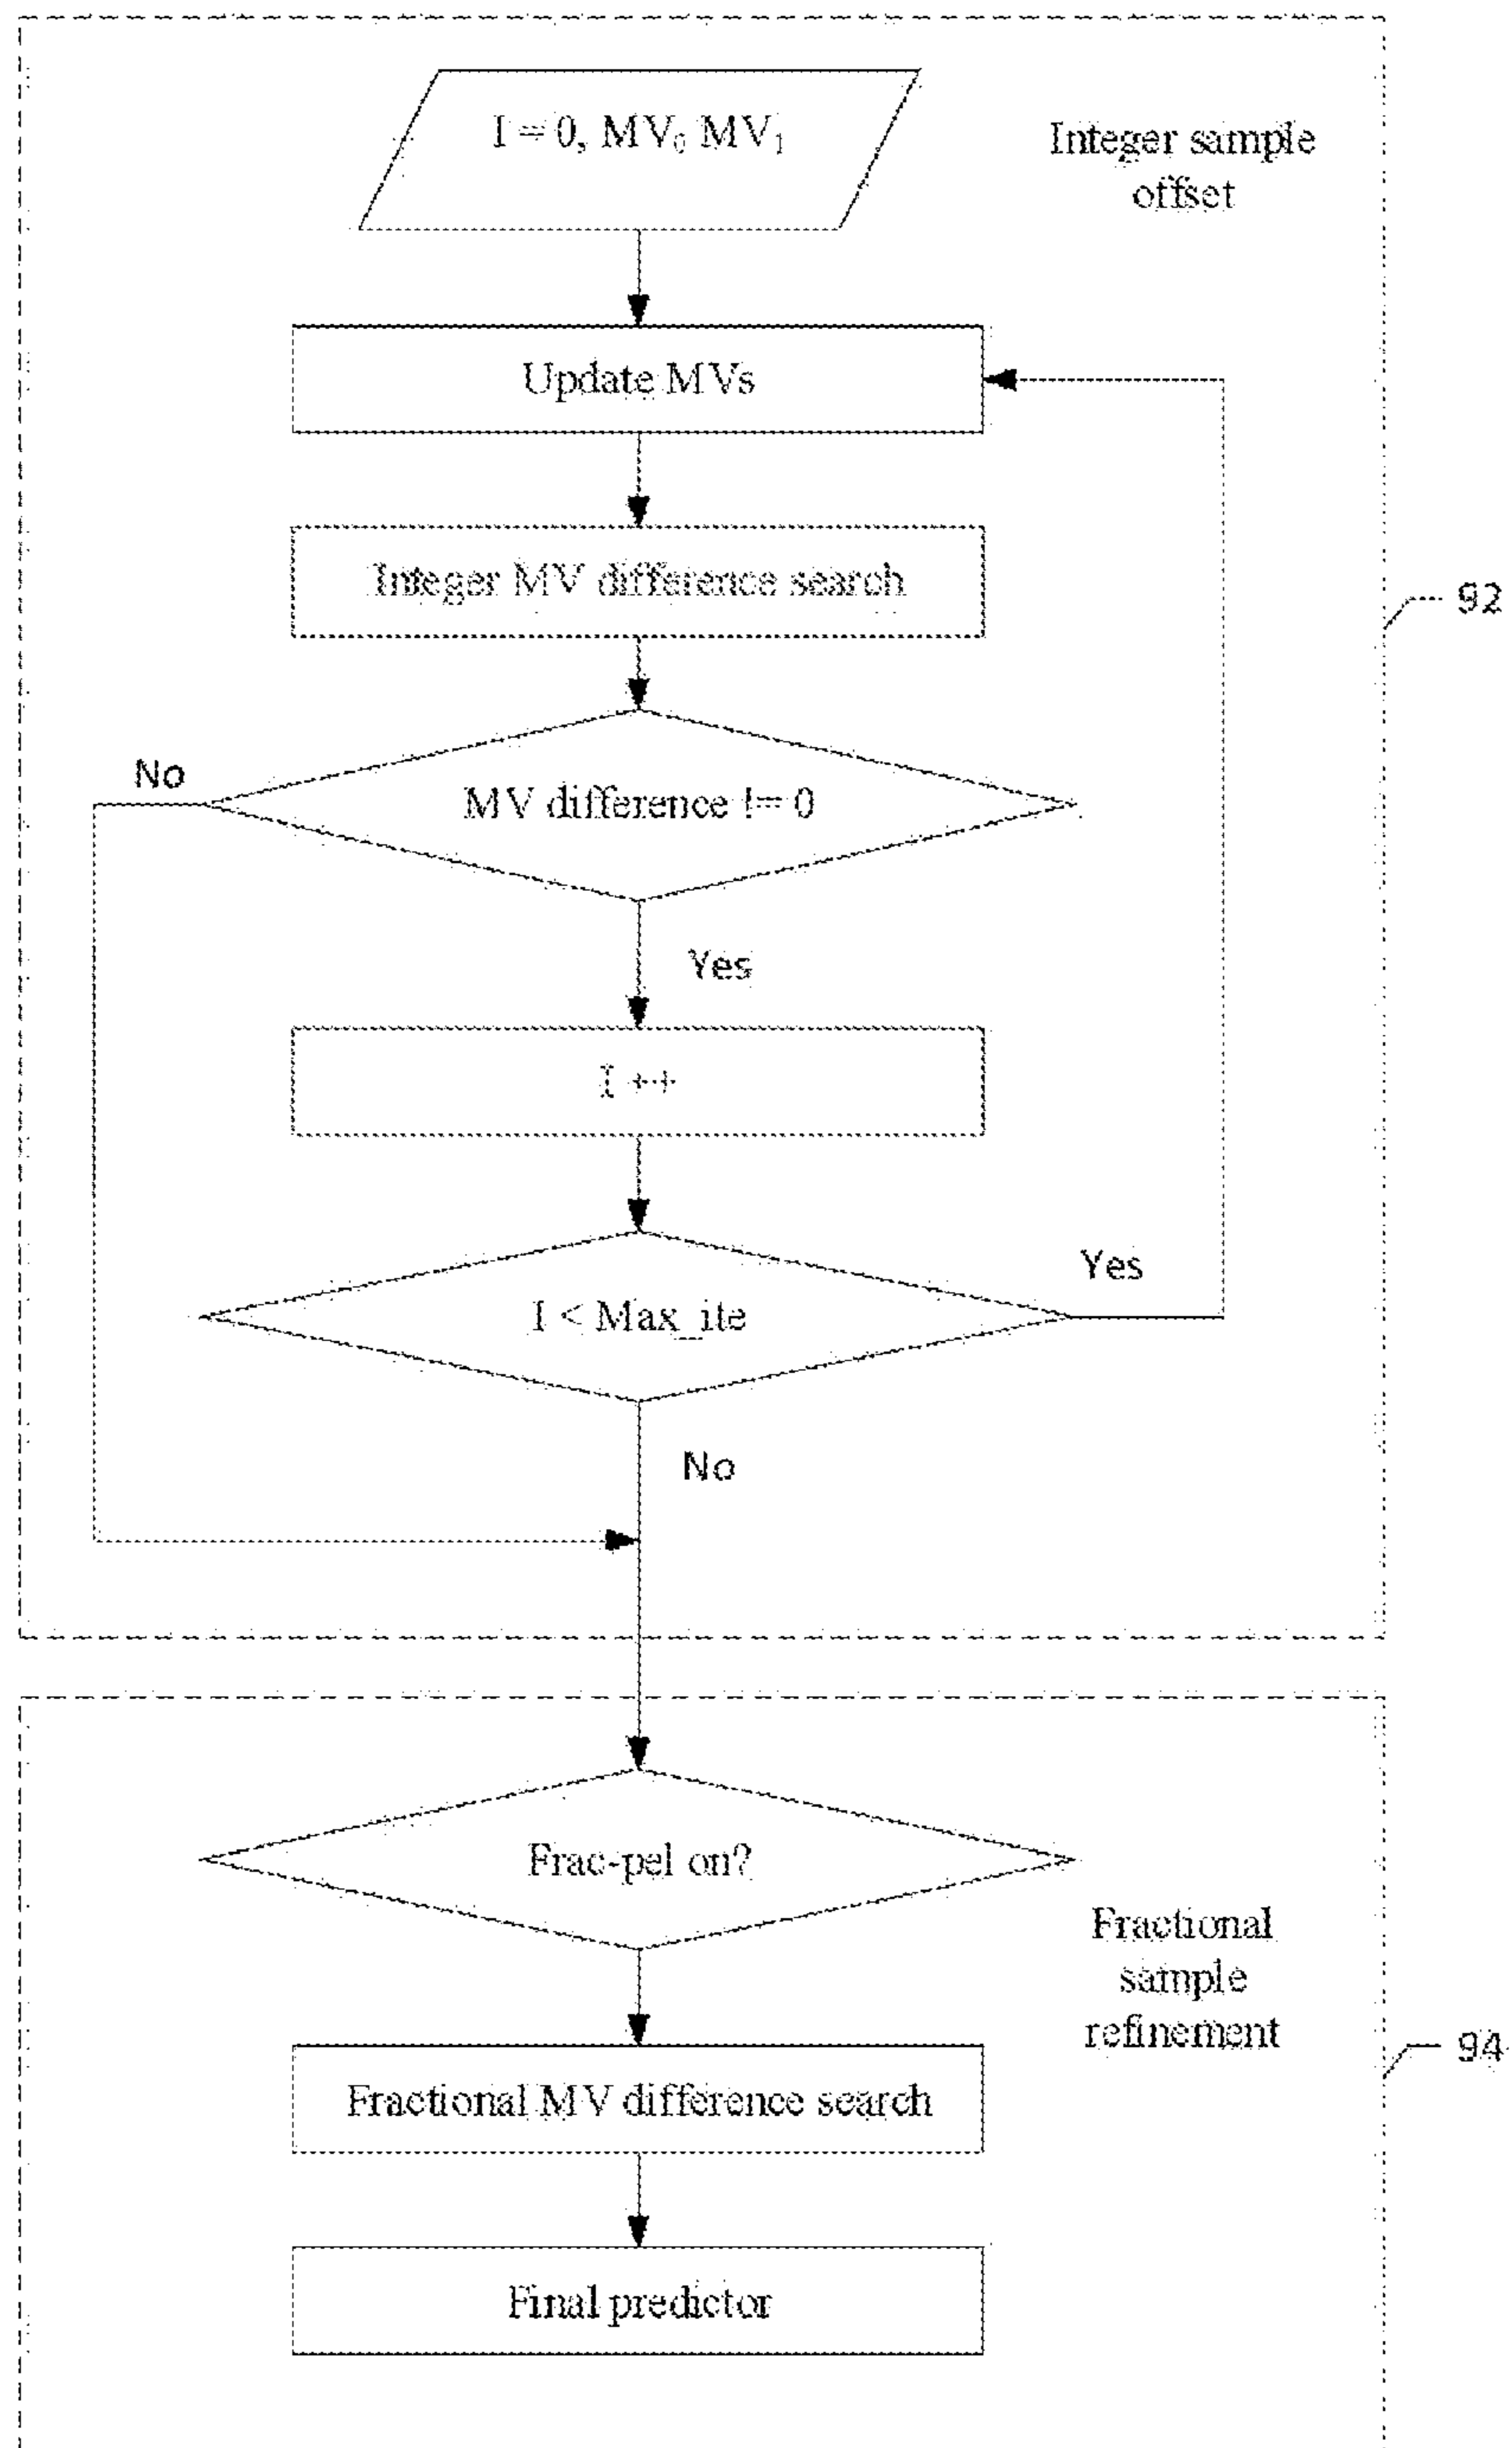 I = 0, MV₀ MV₁
Integer sample
offset
Update MVs
Integer MV difference search
92
No
MV difference != 0
Yes
I ++
Yes
I < Max_ite
No
Frac-pel on?
Fractional
sample
refinement
94
Fractional MV difference search
Final predictor